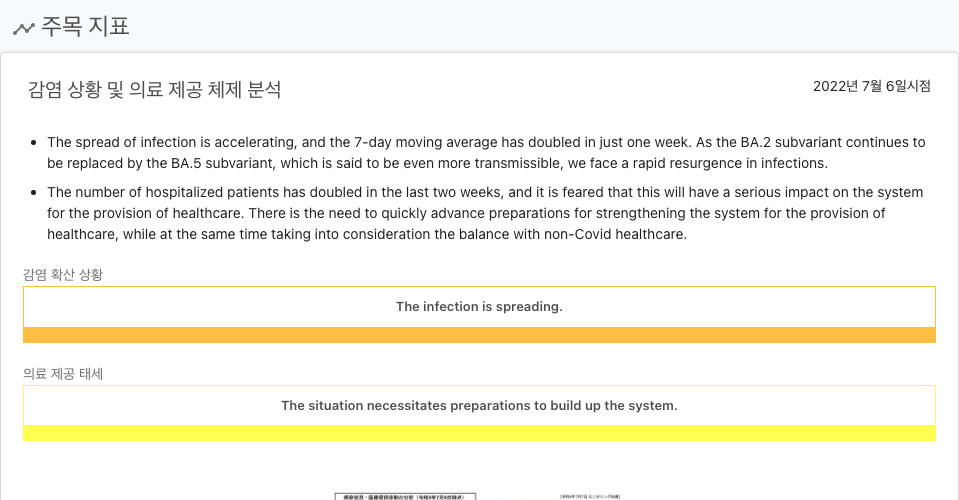 주목 지표
감염 상황 및 의료 제공 체제 분석
2022년 7월 6일시점
The spread of infection is accelerating, and the 7-day moving average has doubled in just one week. As the BA.2 subvariant continues to
be replaced by the BA.5 subvariant, which is said to be even more transmissible, we face a rapid resurgence in infections.
The number of hospitalized patients has doubled in the last two weeks, and it is feared that this will have a serious impact on the system
for the provision of healthcare. There is the need to quickly advance preparations for strengthening the system for the provision of
healthcare, while at the same time taking into consideration the balance with non-Covid healthcare.
감염 확산 상황
The infection is spreading.
의료 제공 태세
The situation necessitates preparations to build up the system.